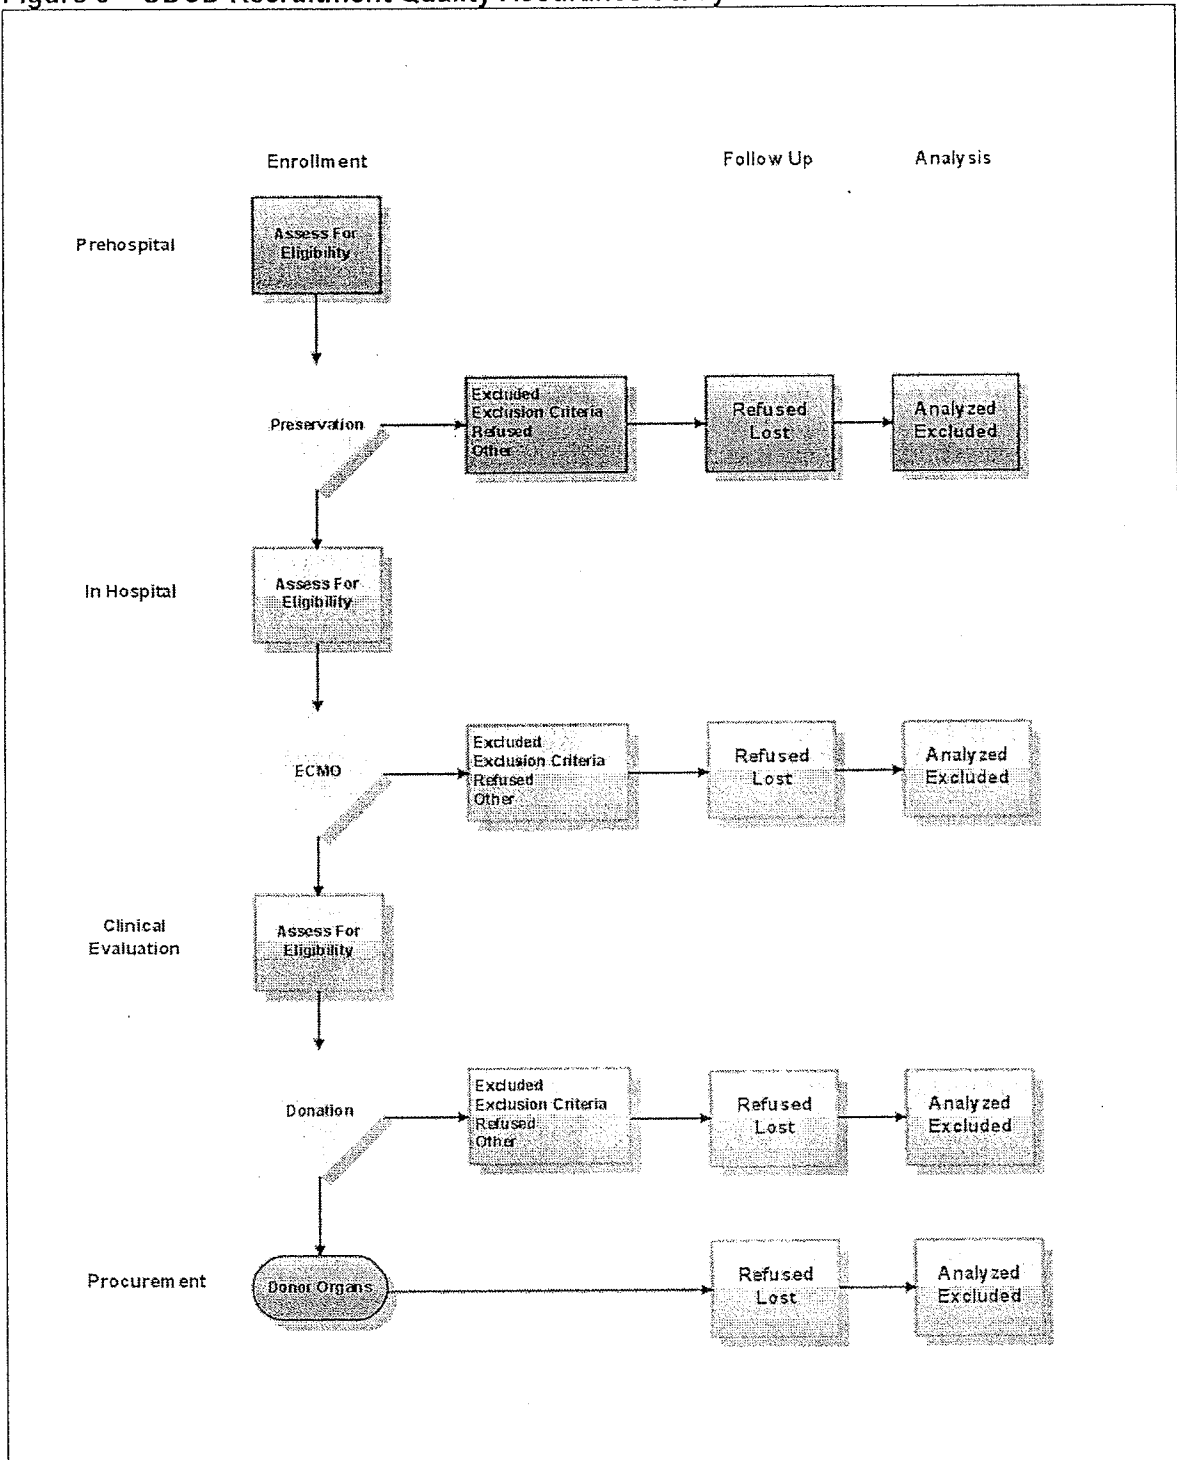 Enrollment
Follow Up
Analysis
Prehospital
Assess For
Eligibility
Preservation
Excluded
Exclusion Criteria
Refused
Other
Refused
Lost
Analyzed
Excluded
In Hospital
Assess For
Eligibility
ECMO
Excluded
Exclusion Criteria
Refused
Other
Refused
Lost
Analyzed
Excluded
Clinical
Evaluation
Assess For
Eligibility
Donation
Excluded
Exclusion Criteria
Refused
Other
Refused
Lost
Analyzed
Excluded
Procurement
Donor Organs
Refused
Lost
Analyzed
Excluded